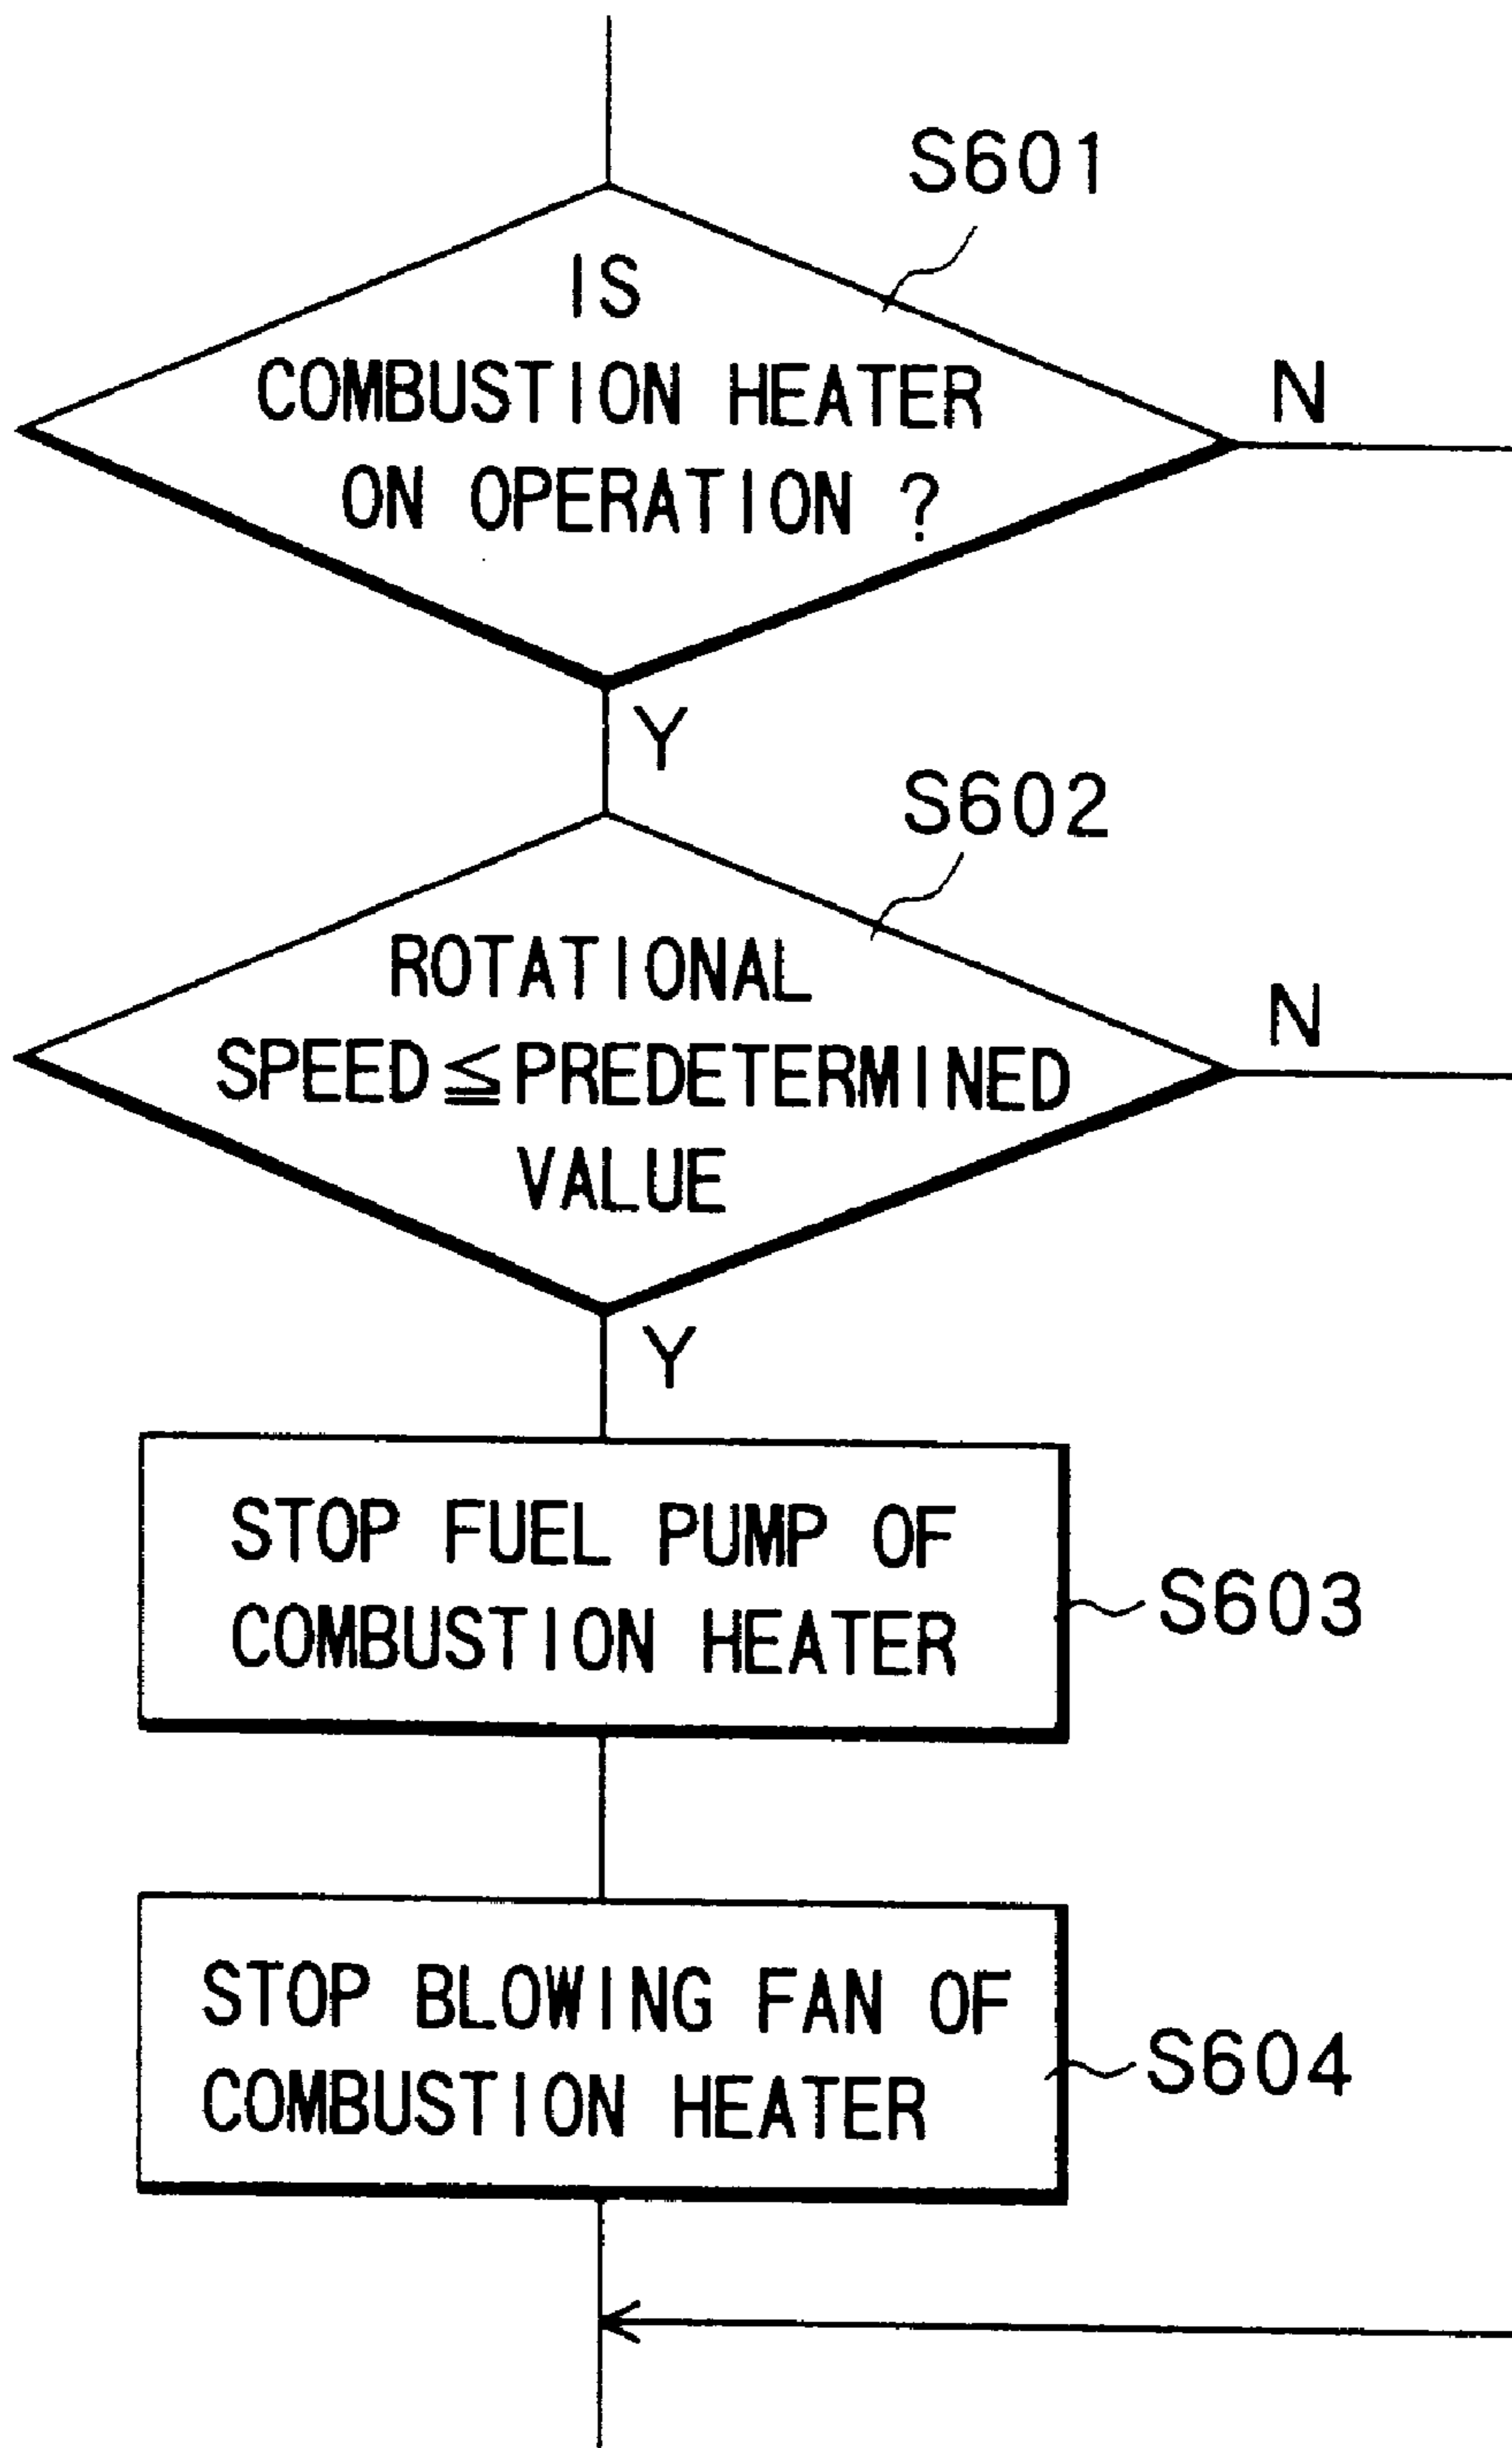 S601
IS
COMBUSTION HEATER
ON OPERATION ?
N
Y
S602
ROTATIONAL
SPEED≦PREDETERMINED
VALUE
N
Y
STOP FUEL PUMP OF
COMBUSTION HEATER
S603
STOP BLOWING FAN OF
COMBUSTION HEATER
S604